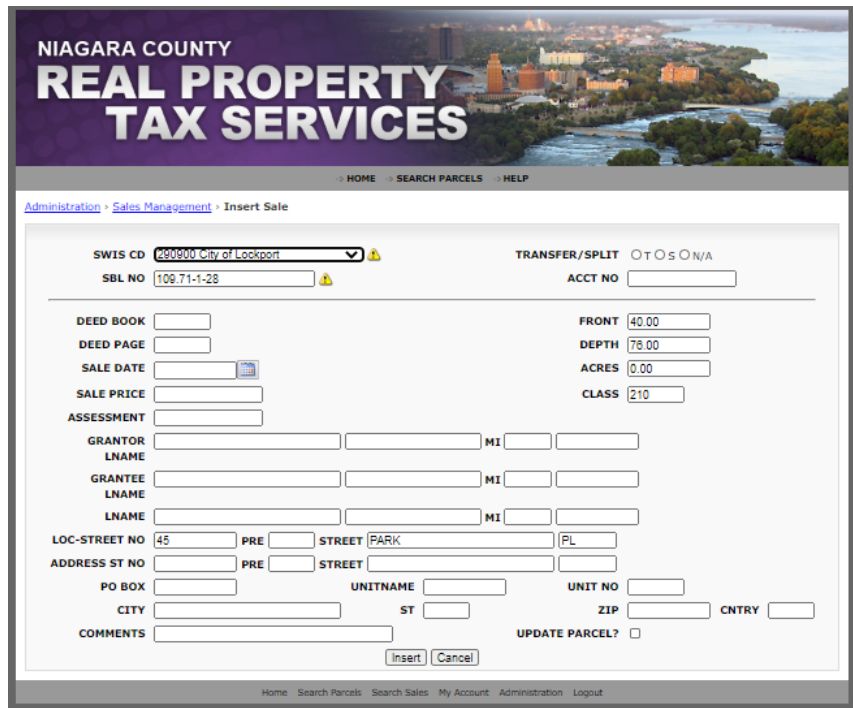 NIAGARA COUNTY
REAL PROPERTY
TAX SERVICES
HOME SEARCH PARCELS HELP
Administration › Sales Management › Insert Sale
SWIS CD 290900 City of Lockport TRANSFER/SPLIT T S N/A
SBL NO 109.71-1-28 ACCT NO
DEED BOOK FRONT 40.00
DEED PAGE DEPTH 76.00
SALE DATE ACRES 0.00
SALE PRICE CLASS 210
ASSESSMENT
GRANTOR LNAME MI
GRANTEE LNAME MI
LNAME MI
LOC-STREET NO 45 PRE STREET PARK PL
ADDRESS ST NO PRE STREET
PO BOX UNITNAME UNIT NO
CITY ST ZIP CNTRY
COMMENTS UPDATE PARCEL?
Insert Cancel
Home Search Parcels Search Sales My Account Administration Logout